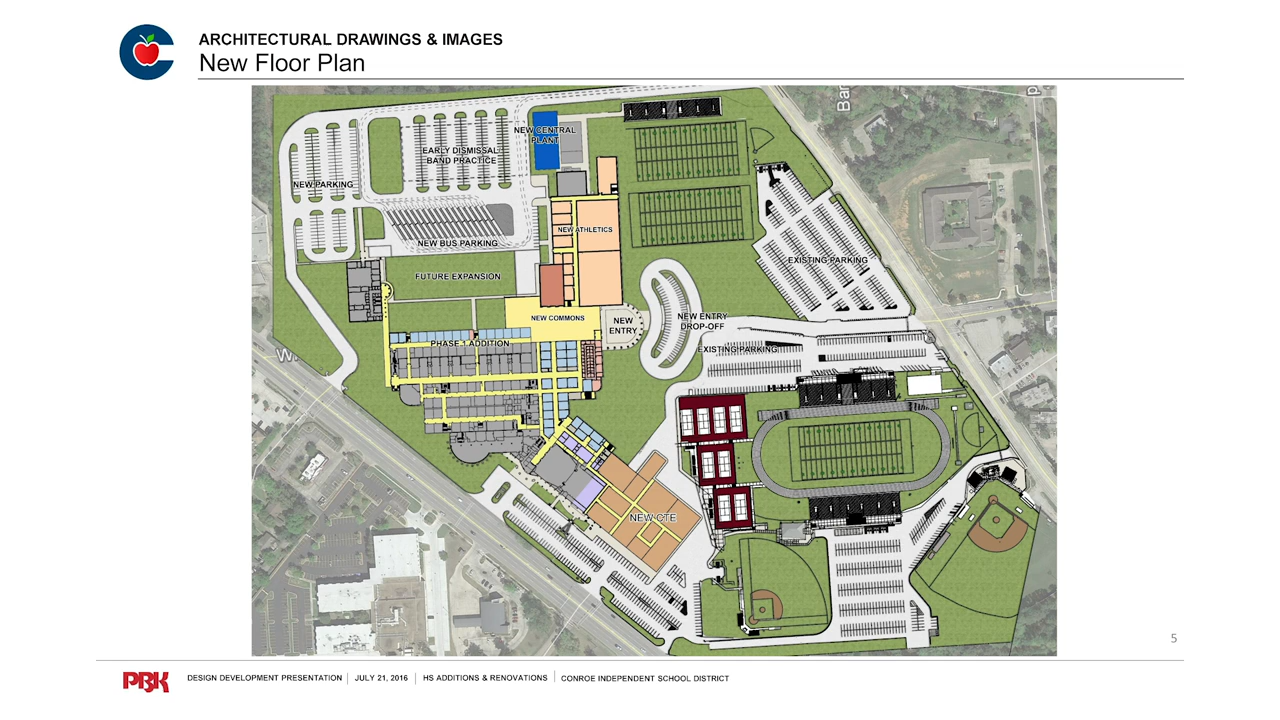 ARCHITECTURAL DRAWINGS & IMAGES
New Floor Plan
Bar
p
NEW CENTRAL
PLANT
EARLY DISMISSAL
BAND PRACTICE
NEW PARKING
NEW ATHLETICS
NEW BUS PARKING
EXISTING PARKING
FUTURE EXPANSION
NEW COMMONS
NEW
ENTRY
NEW ENTRY
DROP-OFF
PHASE 1 ADDITION
EXISTING PARKING
W.
NEW CTE
5
PBK
DESIGN DEVELOPMENT PRESENTATION
JULY 21, 2016
HS ADDITIONS & RENOVATIONS
CONROE INDEPENDENT SCHOOL DISTRICT